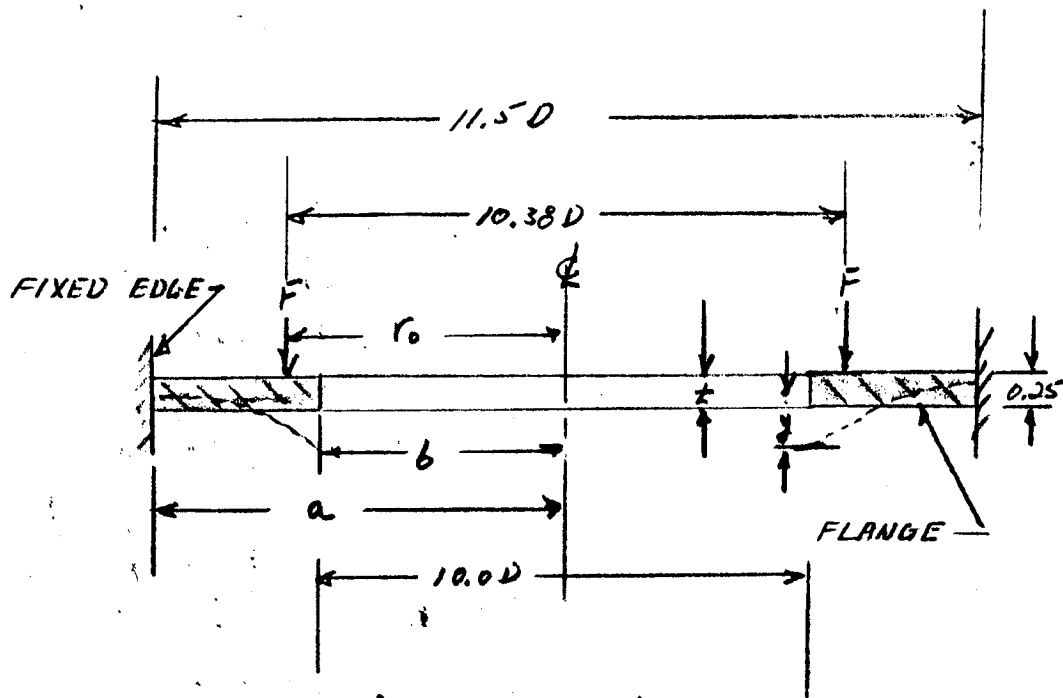 11.5 D
10.38 D
℄
FIXED EDGE
F
F
r₀
t
0.25
b
a
FLANGE
10.0 D